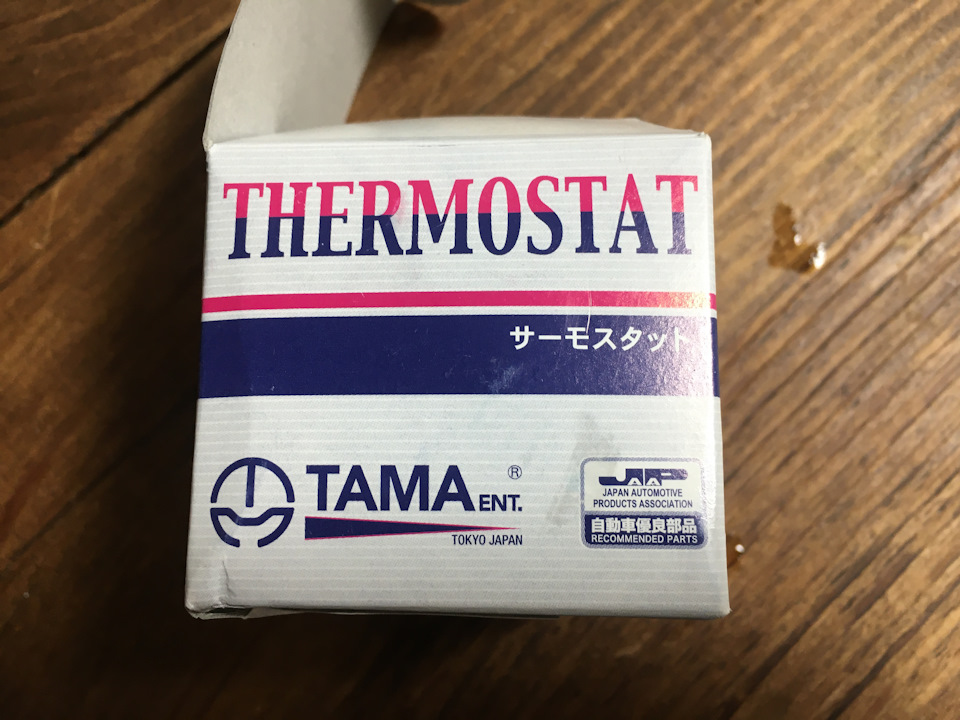 THERMOSTAT
サーモスタット
TAMA ENT. ®
TOKYO JAPAN
JAPA
JAPAN AUTOMOTIVE
PRODUCTS ASSOCIATION
自動車優良部品
RECOMMENDED PARTS